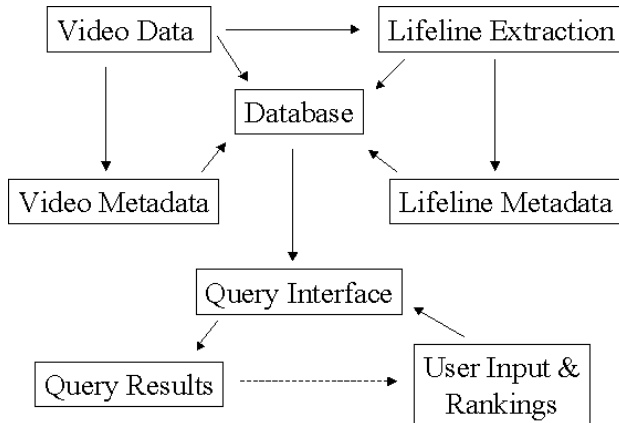 Video Data
Lifeline Extraction
Database
Video Metadata
Lifeline Metadata
Query Interface
Query Results
User Input &
Rankings